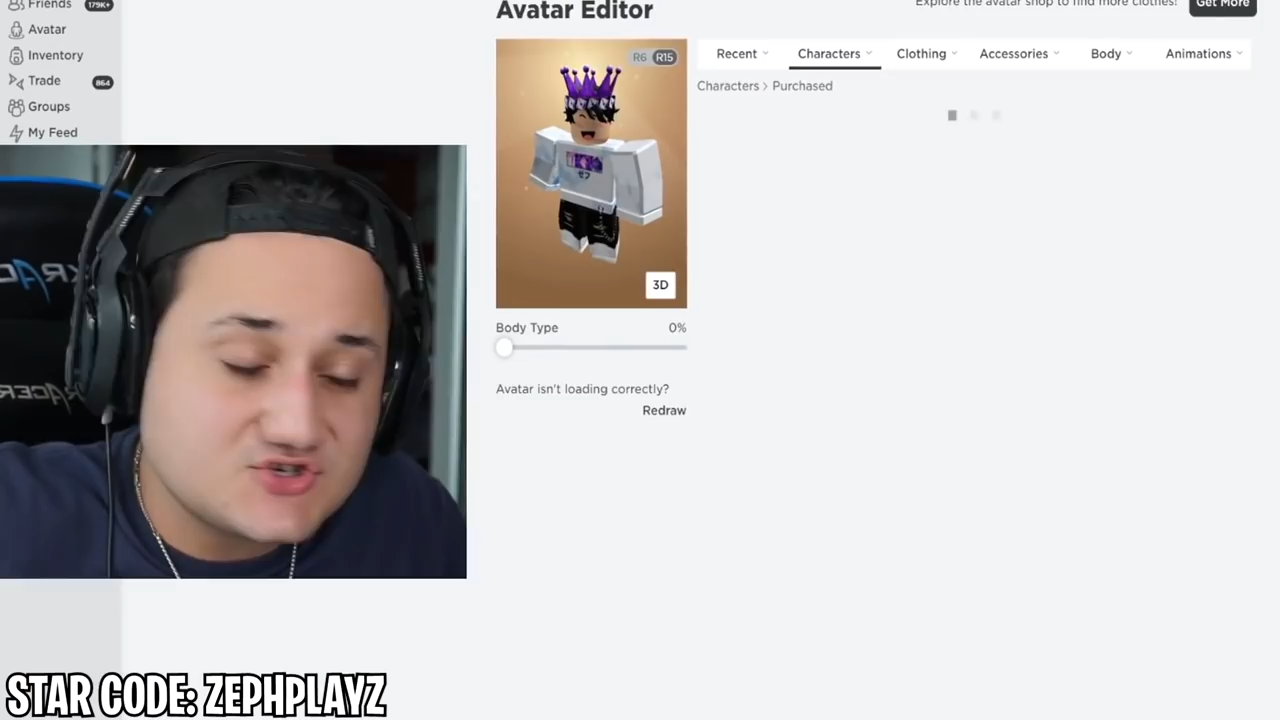 Friends 179K+
Avatar Editor
Explore the avatar shop to find more clothes!
Get More
Avatar
Inventory
Trade 864
Groups
My Feed
R6 R15
Recent
Characters
Clothing
Accessories
Body
Animations
Characters > Purchased
3D
Body Type 0%
Avatar isn't loading correctly?
Redraw
STAR CODE: ZEPHPLAYZ